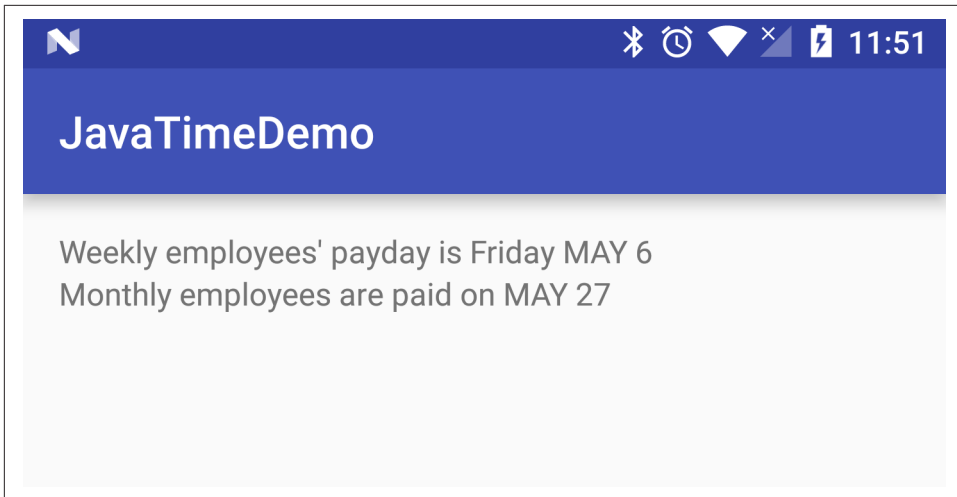 11:51
JavaTimeDemo
Weekly employees' payday is Friday MAY 6
Monthly employees are paid on MAY 27